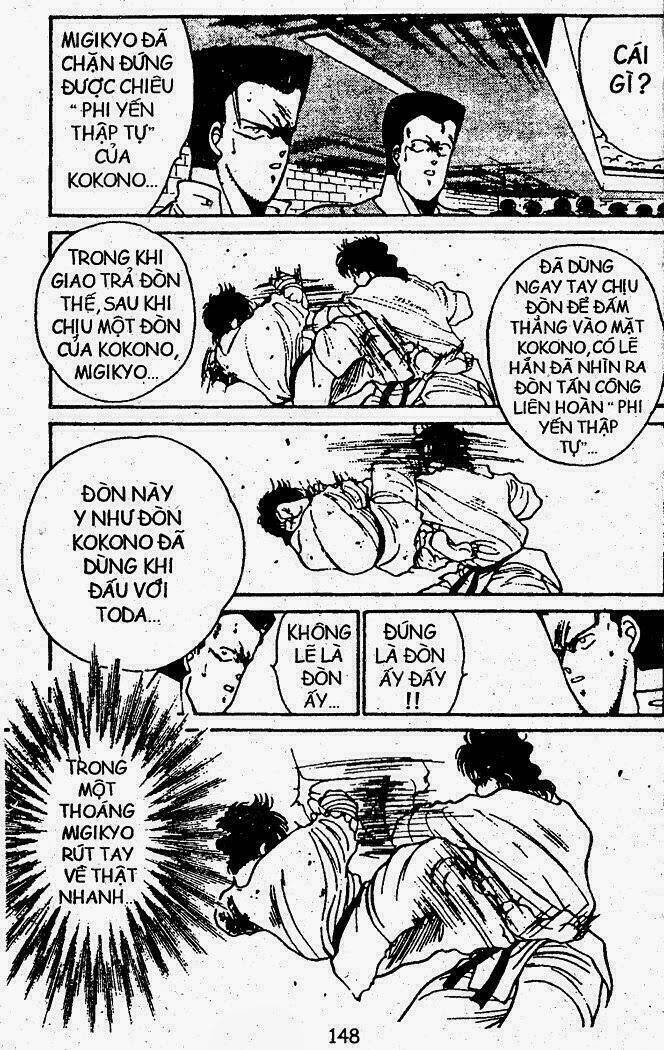 MIGIKYO ĐÃ
CHẶN ĐỨNG
ĐƯỢC CHIÊU
"PHI YẾN
THẬP TỰ"
CỦA
KOKONO...
CÁI
GÌ?
TRONG KHI
GIAO TRẢ ĐÒN
THẾ, SAU KHI
CHỊU MỘT ĐÒN
CỦA KOKONO,
MIGIKYO...
ĐÃ DÙNG
NGAY TAY CHỊU
ĐÒN ĐỂ ĐẤM
THẲNG VÀO MẶT
KOKONO, CÓ LẼ
HẮN ĐÃ NHÌN RA
ĐÒN TẤN CÔNG
LIÊN HOÀN "PHI
YẾN THẬP
TỰ"...
ĐÒN NÀY
Y NHƯ ĐÒN
KOKONO ĐÃ
DÙNG KHI
ĐẤU VỚI
TODA...
KHÔNG
LẼ LÀ
ĐÒN
ẤY...
ĐÚNG
LÀ ĐÒN
ẤY ĐẤY
!!
TRONG
MỘT
THOÁNG
MIGIKYO
RÚT TAY
VỀ THẬT
NHANH...
148